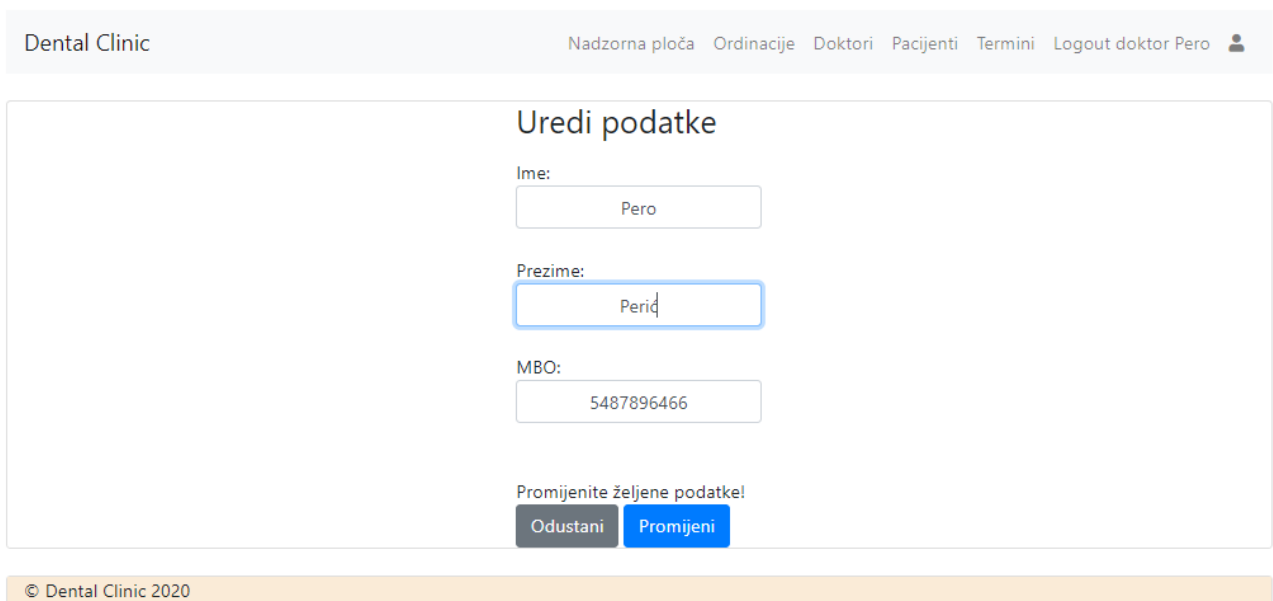 Dental Clinic Nadzorna ploča Ordinacije Doktori Pacijenti Termini Logout doktor Pero
Uredi podatke
Ime:
Pero
Prezime:
Perić
MBO:
5487896466
Promijenite željene podatke!
Odustani Promijeni
© Dental Clinic 2020